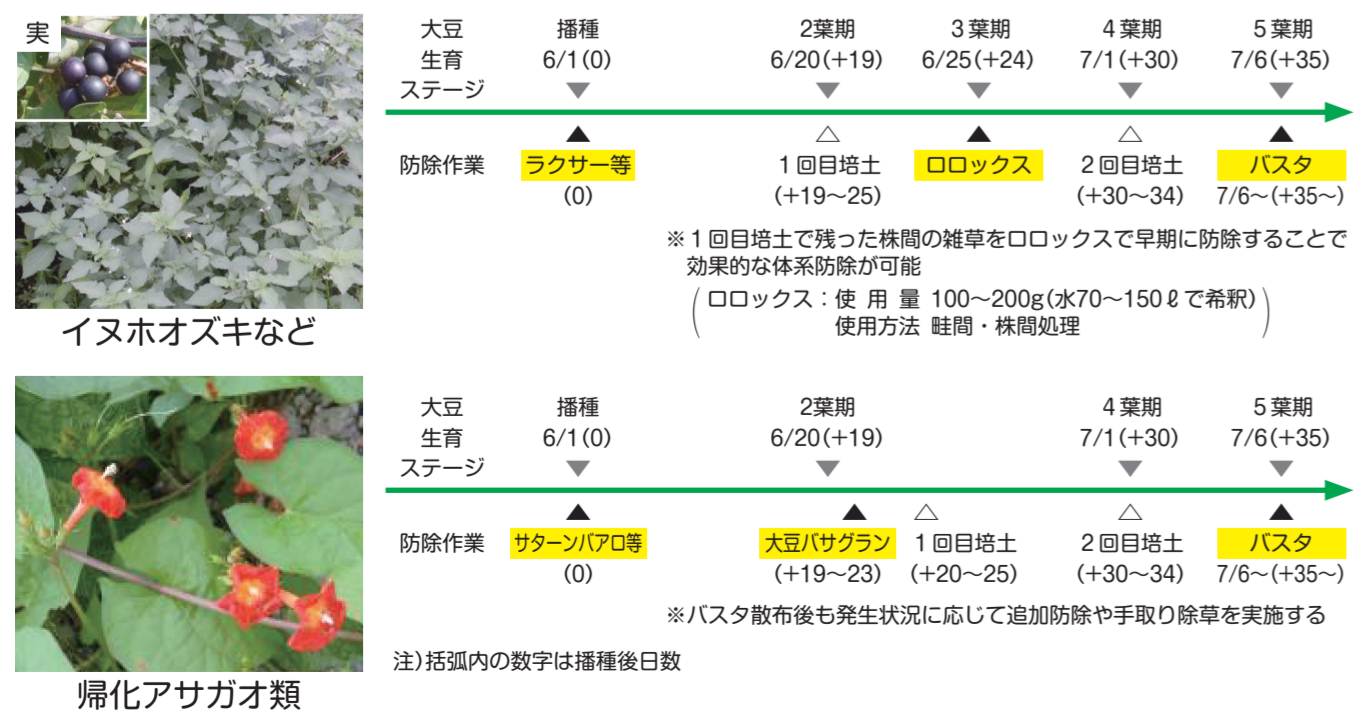 実
イヌホオズキなど
大豆 播種 2葉期 3葉期 4葉期 5葉期
生育 6/1(0) 6/20(+19) 6/25(+24) 7/1(+30) 7/6(+35)
ステージ
防除作業 ラクサー等 1回目培土 ロロックス 2回目培土 バスタ
(0) (+19~25) (+30~34) 7/6~(+35~)
※1回目培土で残った株間の雑草をロロックスで早期に防除することで
効果的な体系防除が可能
(ロロックス:使用量 100~200g(水70~150ℓで希釈)
使用方法 畦間・株間処理)
帰化アサガオ類
大豆 播種 2葉期 4葉期 5葉期
生育 6/1(0) 6/20(+19) 7/1(+30) 7/6(+35)
ステージ
防除作業 サターンバアロ等 大豆バサグラン 1回目培土 2回目培土 バスタ
(0) (+19~23) (+20~25) (+30~34) 7/6~(+35~)
※バスタ散布後も発生状況に応じて追加防除や手取り除草を実施する
注)括弧内の数字は播種後日数